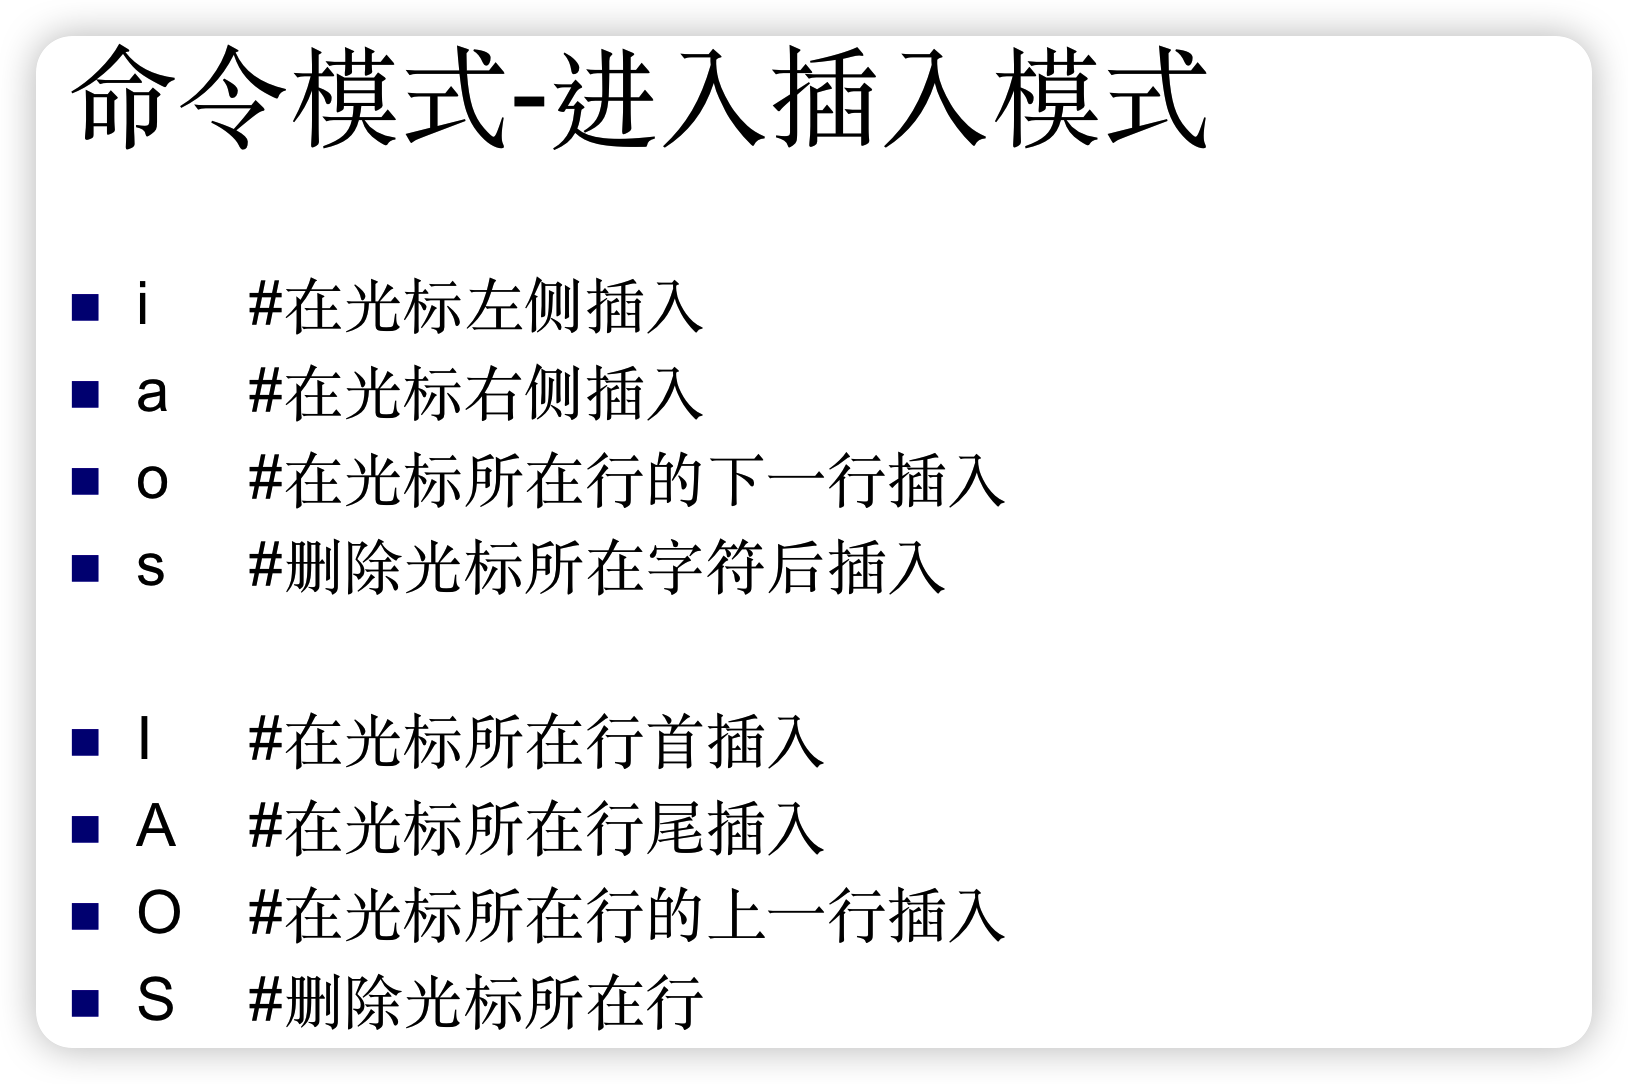 命令模式-进入插入模式
■ i #在光标左侧插入
■ a #在光标右侧插入
■ o #在光标所在行的下一行插入
■ s #删除光标所在字符后插入
■ I #在光标所在行首插入
■ A #在光标所在行尾插入
■ O #在光标所在行的上一行插入
■ S #删除光标所在行